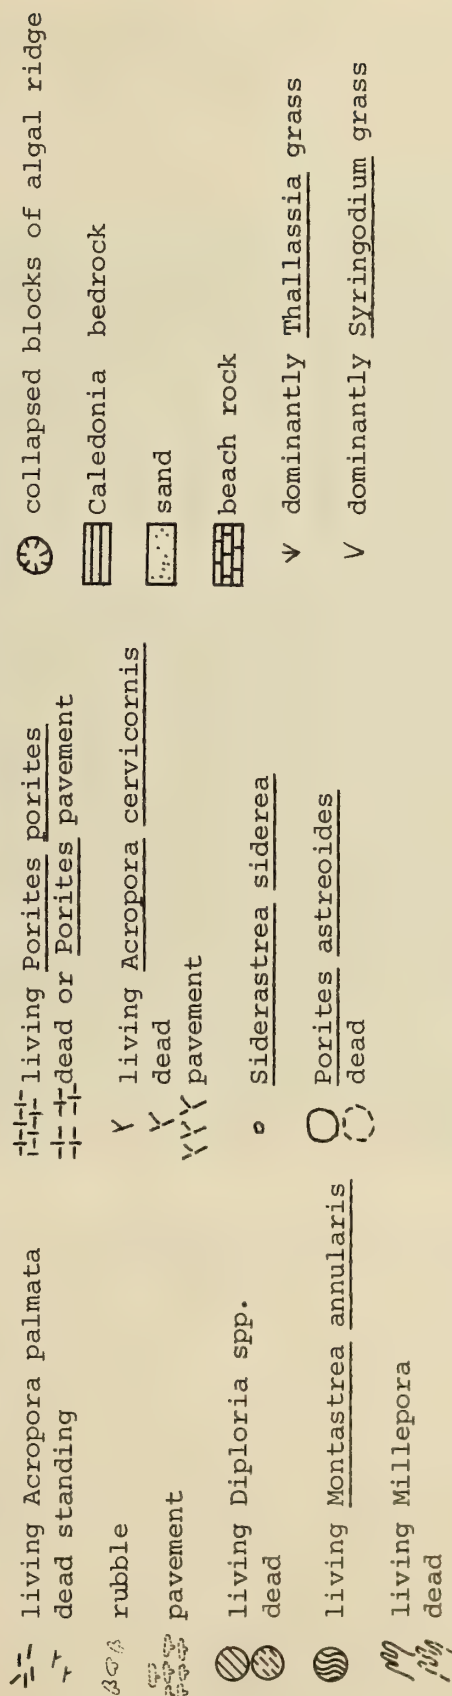 living Acropora palmata
dead standing
rubble
pavement
living Diploria spp.
dead
living Montastrea annularis
living Millepora
dead
living Porites porites
dead or Porites pavement
living Acropora cervicornis
dead
pavement
Siderastrea siderea
Porites astreoides
dead
collapsed blocks of algal ridge
Caledonia bedrock
sand
beach rock
dominantly Thallassia grass
dominantly Syringodium grass